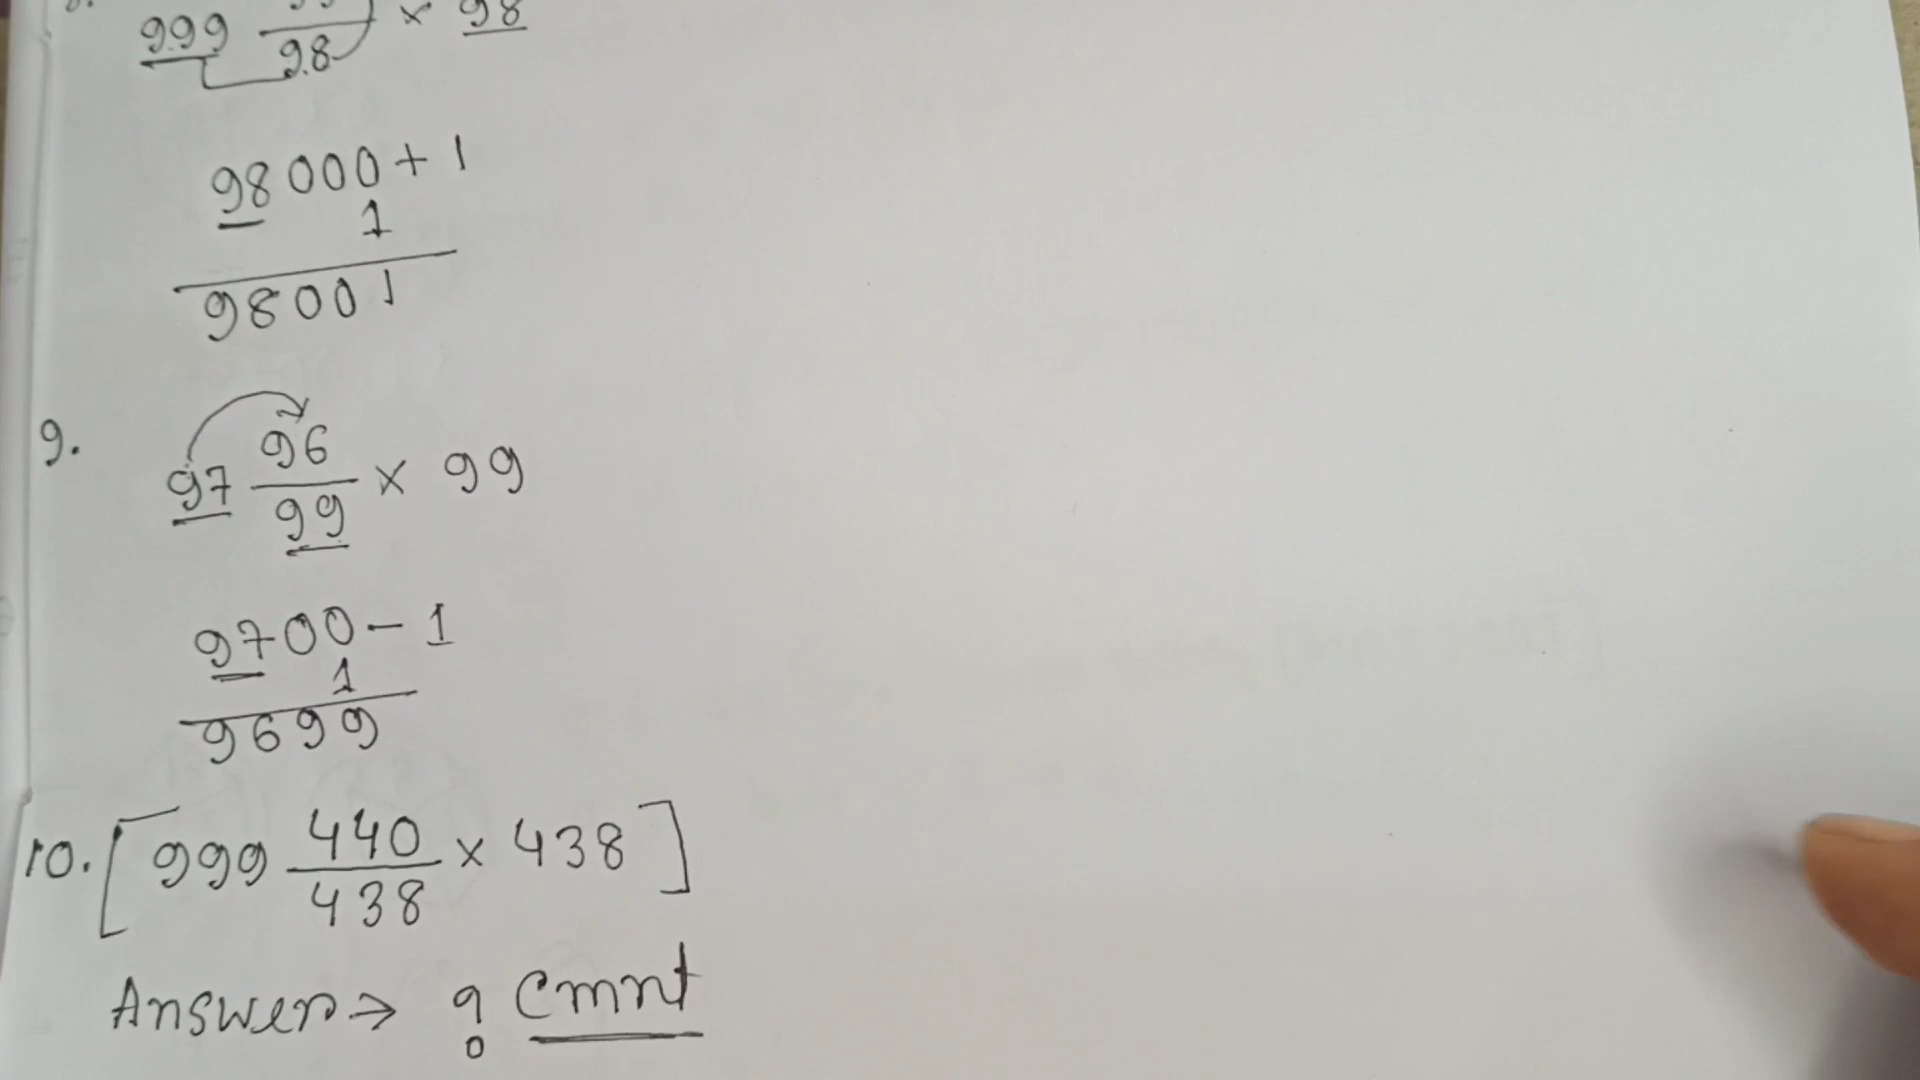 999 99/98 × 98
98000 + 1
1
98001
9. 97 96/99 × 99
9700 - 1
1
9699
10. [999 440/438 × 438]
Answer → ? Cmnt